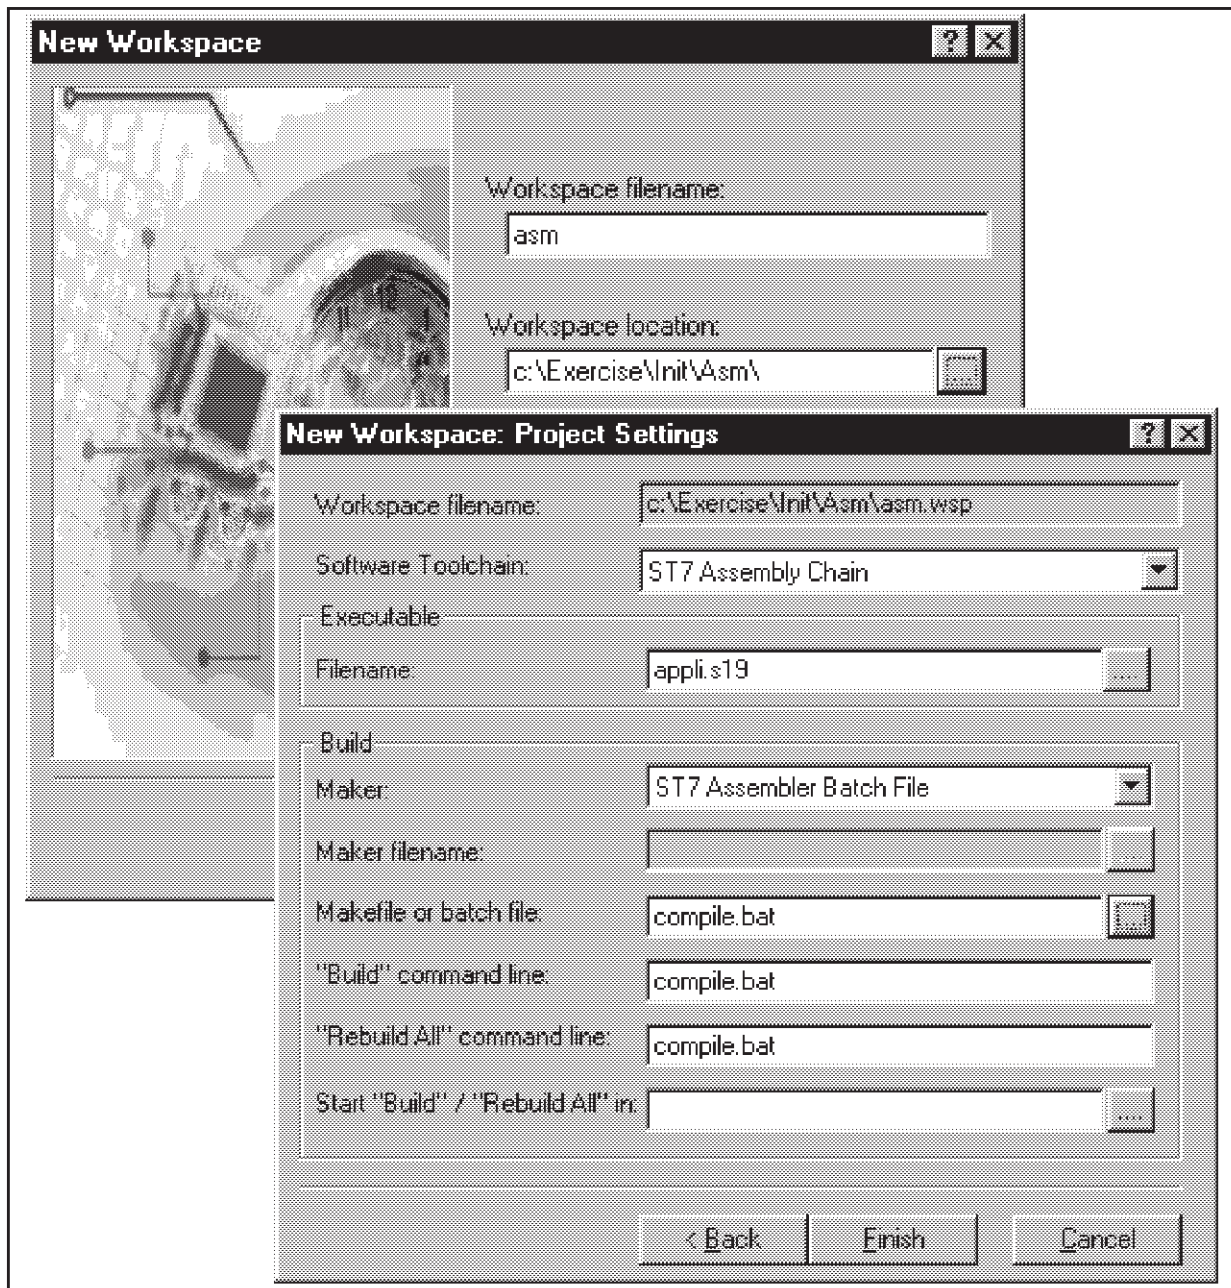 New Workspace
Workspace filename:
asm
Workspace location:
c:\Exercise\Init\Asm\
...
New Workspace: Project Settings
Workspace filename: c:\Exercise\Init\Asm\asm.wsp
Software Toolchain: ST7 Assembly Chain
Executable
Filename: appli.s19 ....
Build
Maker: ST7 Assembler Batch File
Maker filename: ...
Makefile or batch file: compile.bat ...
"Build" command line: compile.bat
"Rebuild All" command line: compile.bat
Start "Build" / "Rebuild All" in: ....
< Back Finish Cancel